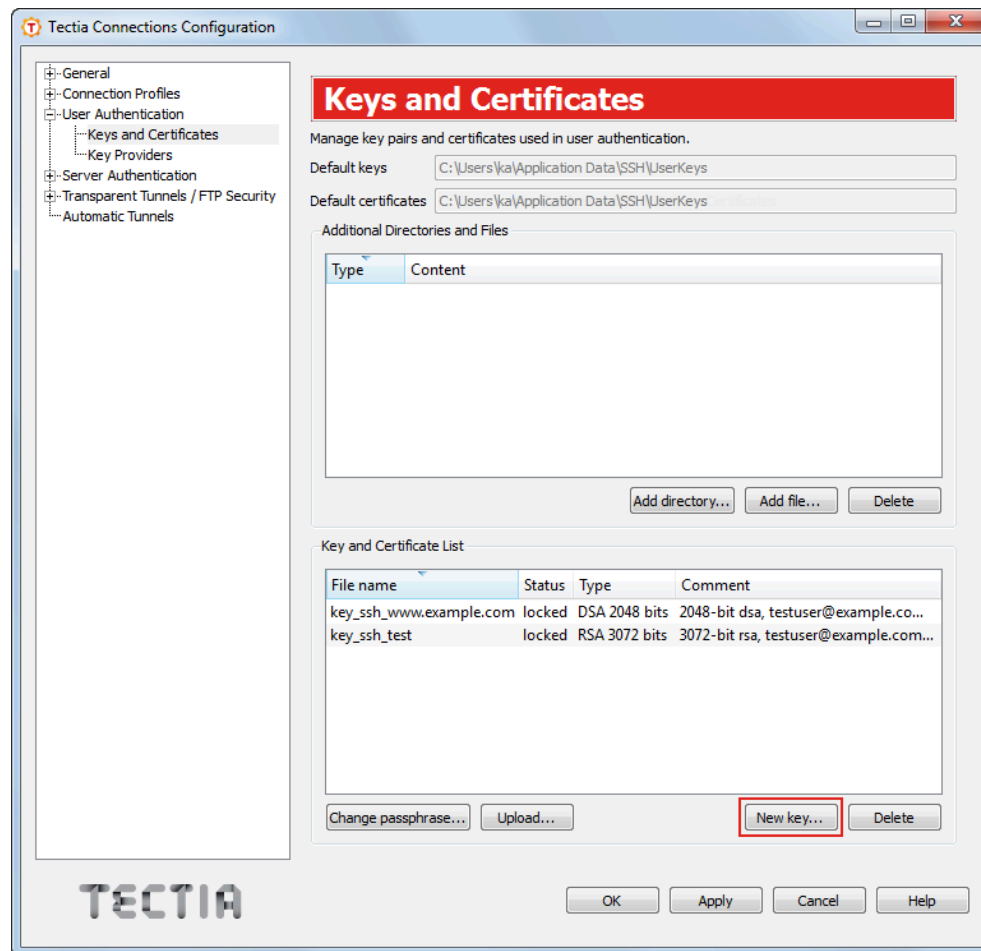 Tectia Connections Configuration
General
Connection Profiles
User Authentication
Keys and Certificates
Key Providers
Server Authentication
Transparent Tunnels / FTP Security
Automatic Tunnels
Keys and Certificates
Manage key pairs and certificates used in user authentication.
Default keys C:\Users\ka\Application Data\SSH\UserKeys
Default certificates C:\Users\ka\Application Data\SSH\UserKeys
Additional Directories and Files
Type Content
Add directory... Add file... Delete
Key and Certificate List
File name Status Type Comment
key_ssh_www.example.com locked DSA 2048 bits 2048-bit dsa, testuser@example.co...
key_ssh_test locked RSA 3072 bits 3072-bit rsa, testuser@example.com...
Change passphrase... Upload... New key... Delete
TECTIA
OK Apply Cancel Help